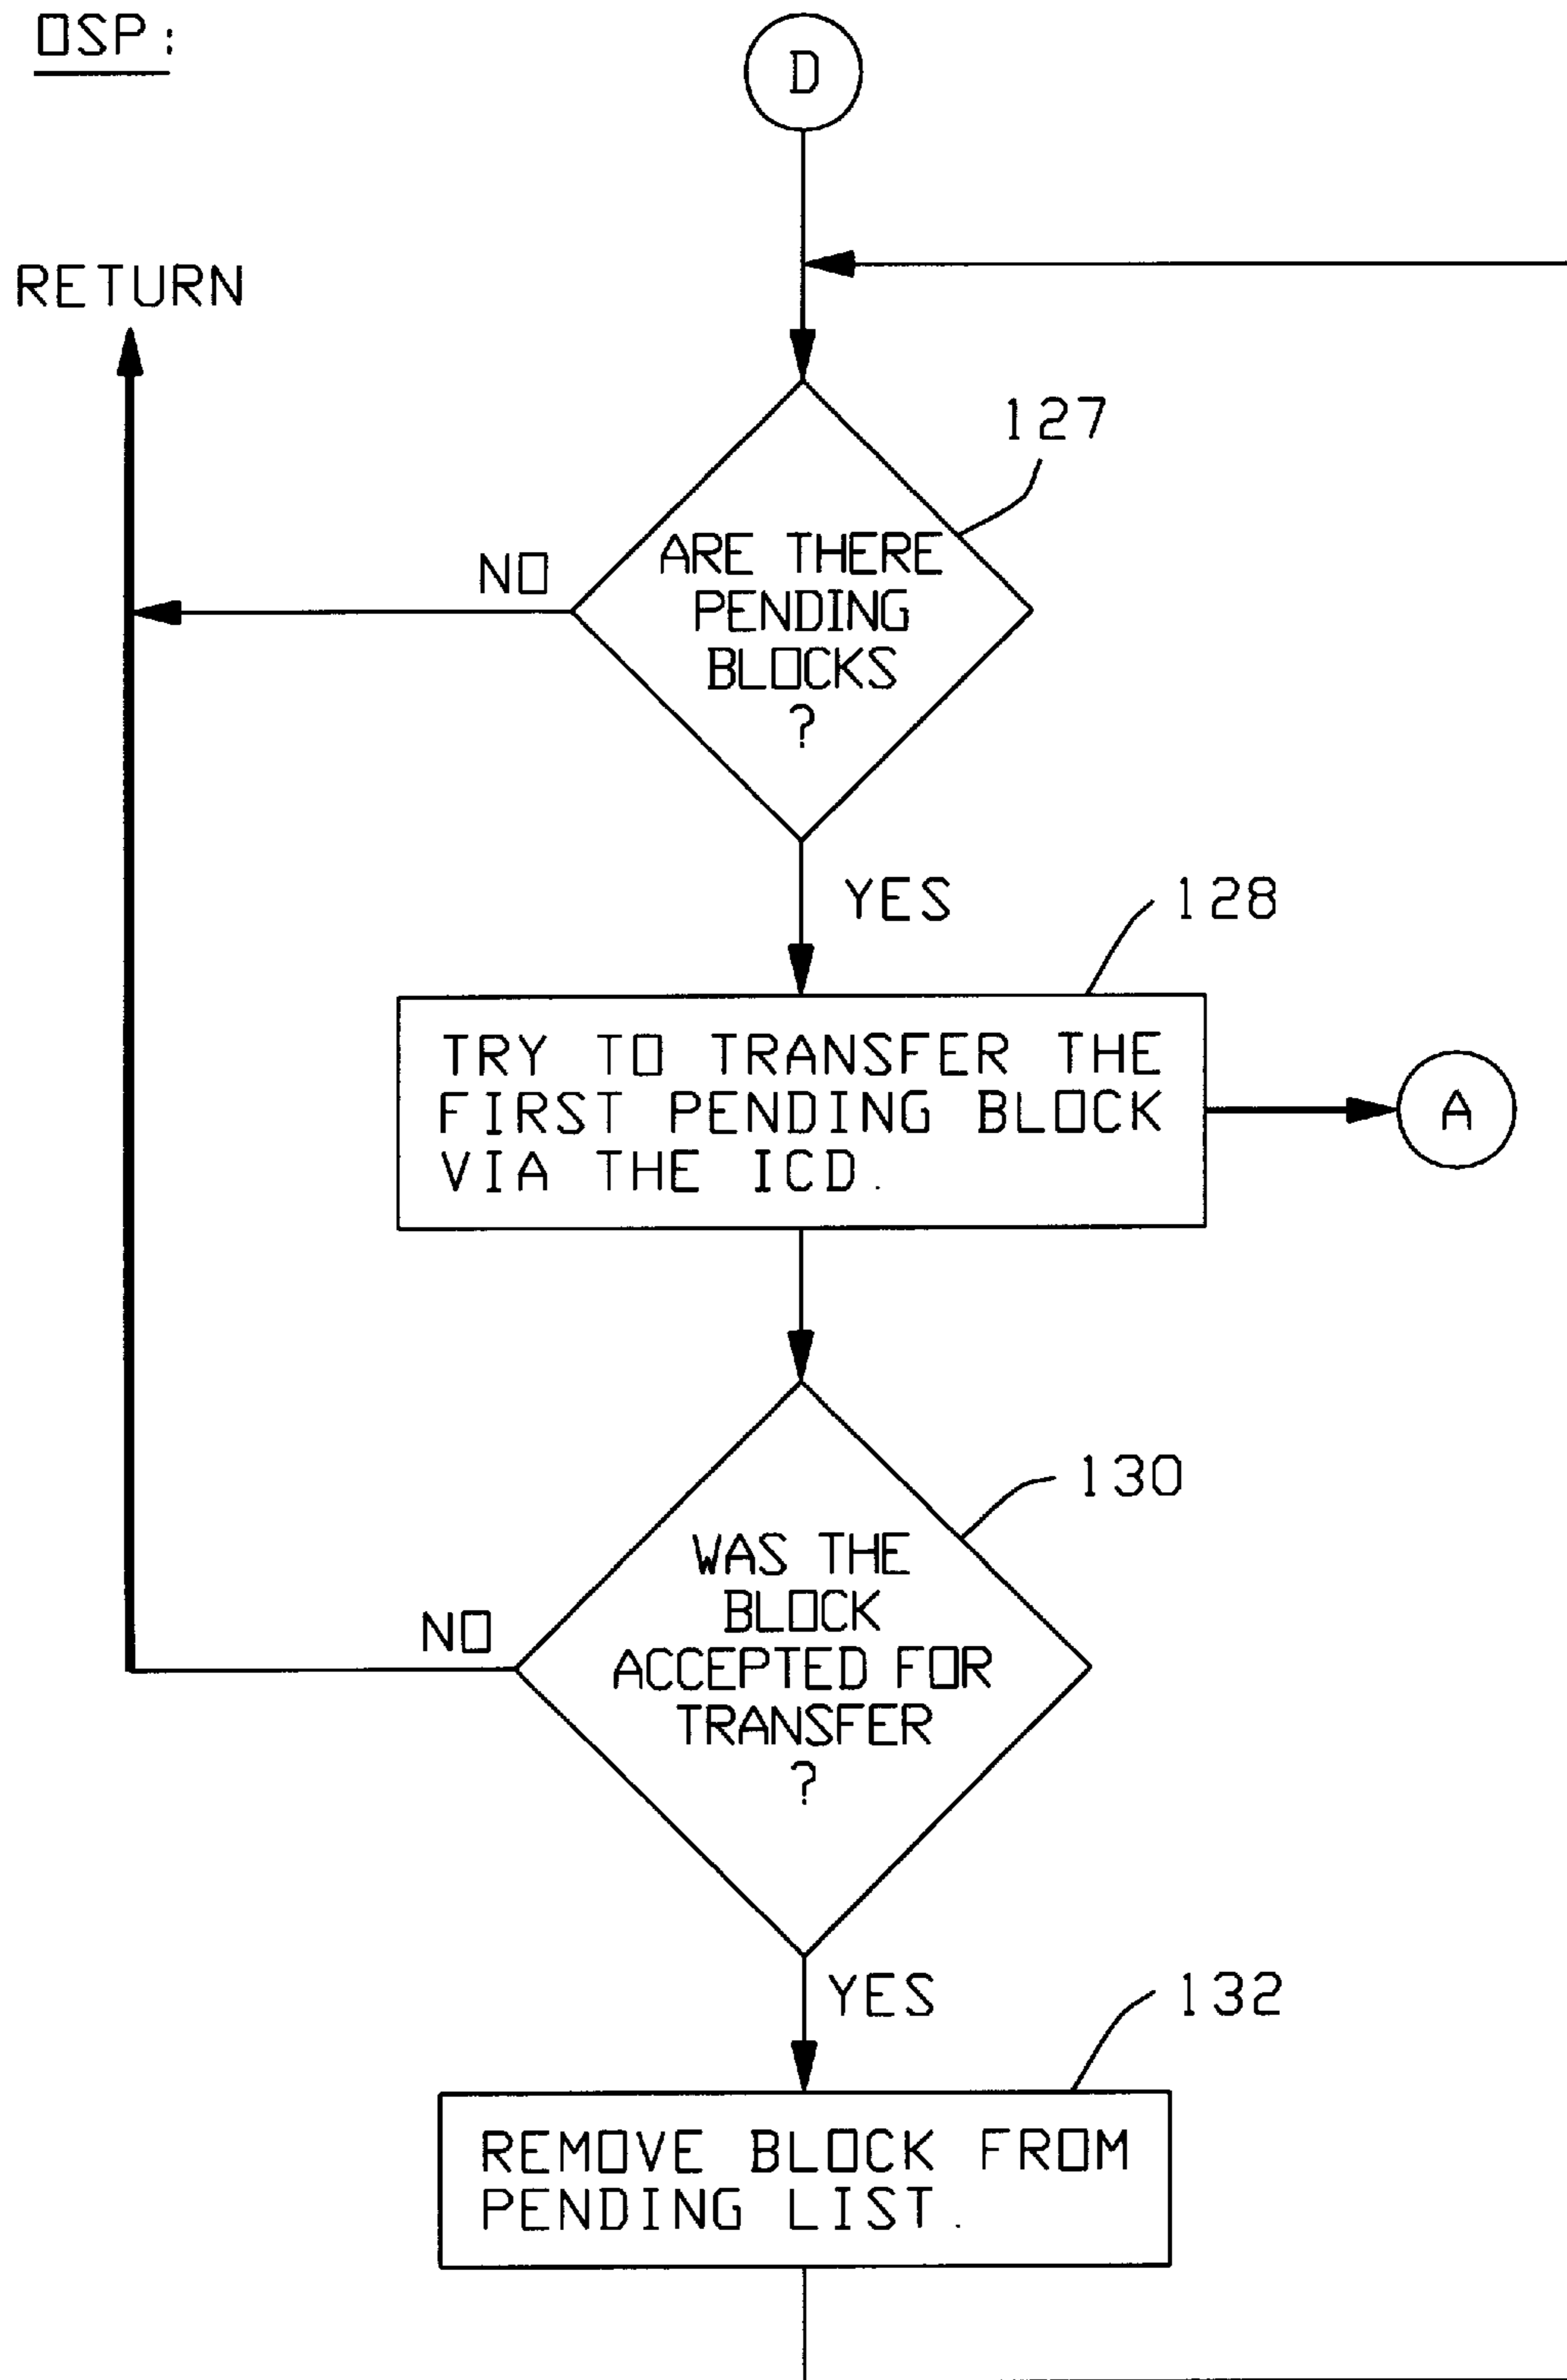 OSP:
D
RETURN
127
ARE THERE
PENDING
BLOCKS
?
NO
YES
128
TRY TO TRANSFER THE
FIRST PENDING BLOCK
VIA THE ICD.
A
130
WAS THE
BLOCK
ACCEPTED FOR
TRANSFER
?
NO
YES
132
REMOVE BLOCK FROM
PENDING LIST.